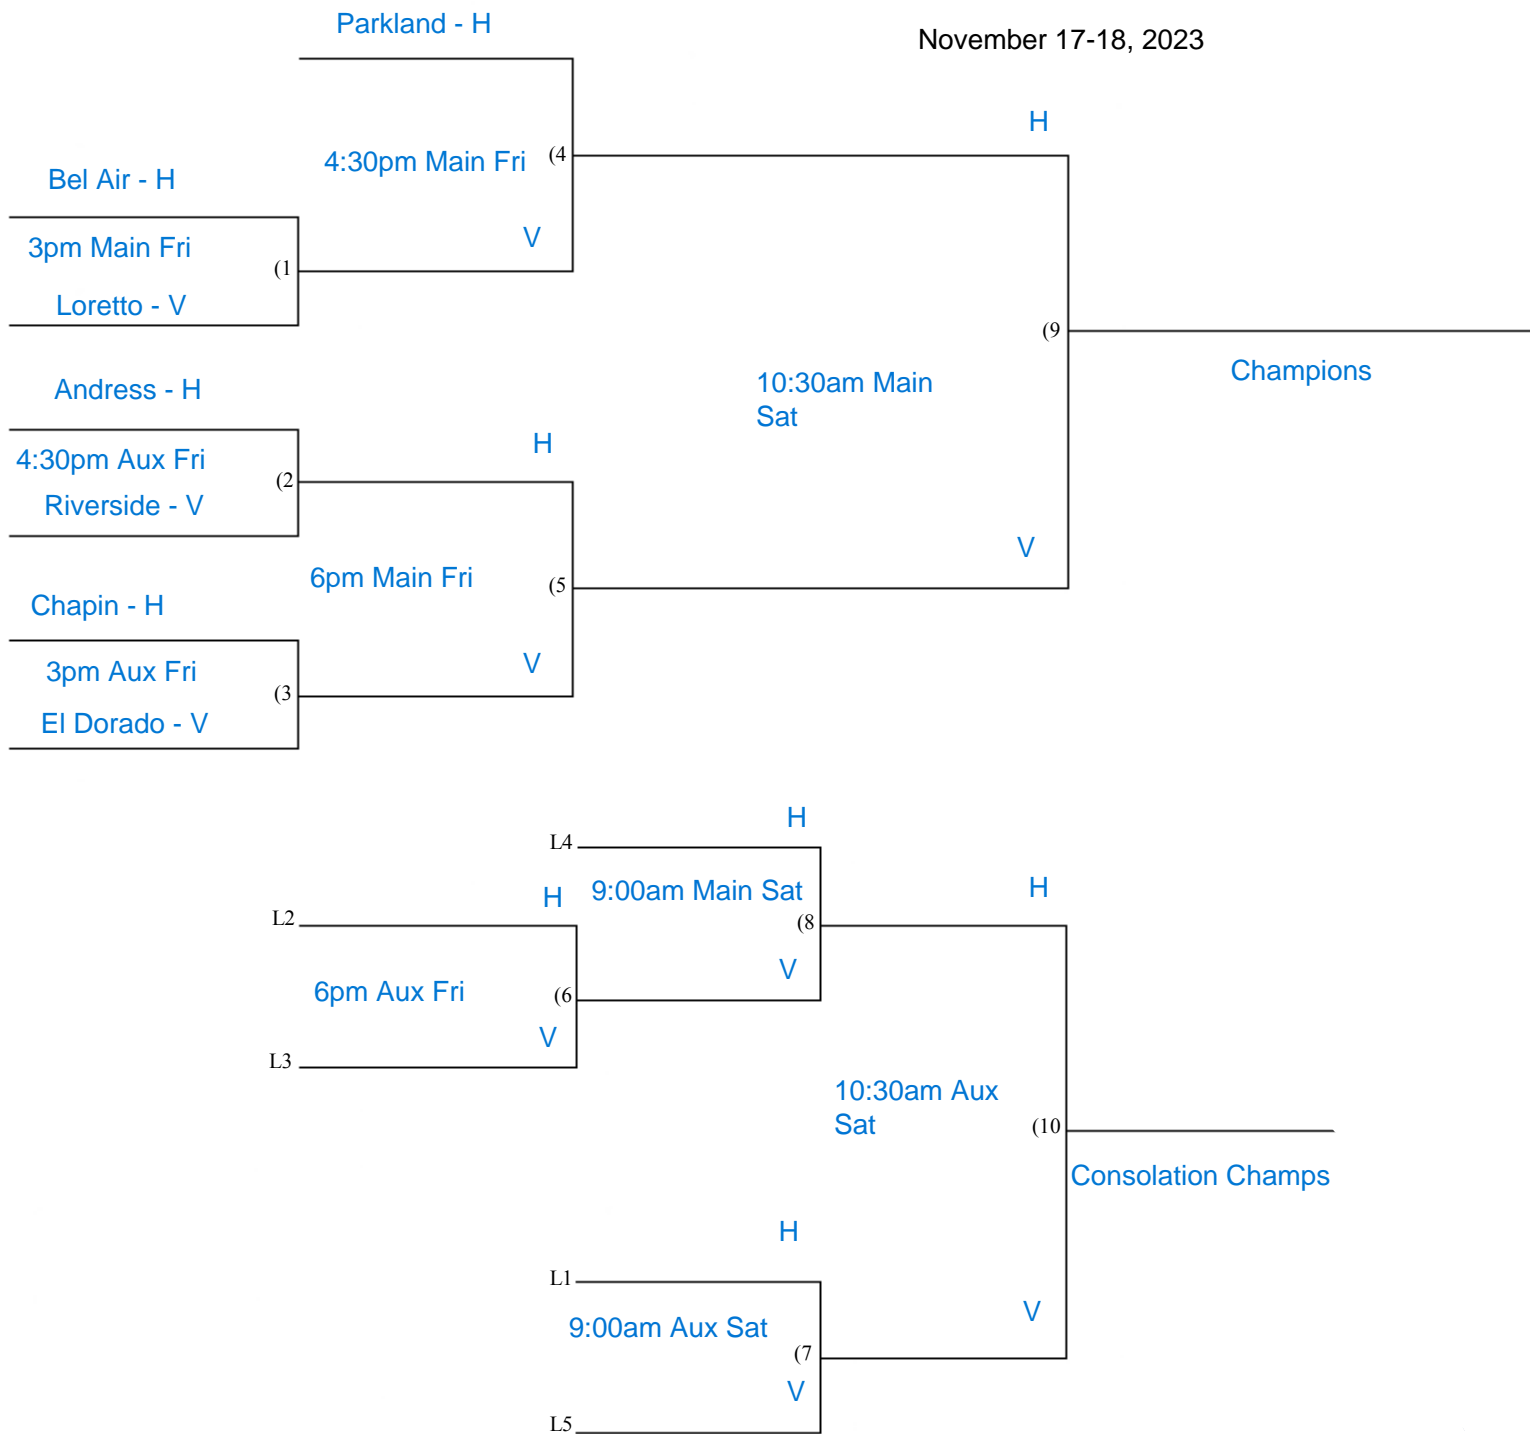 Parkland - H
November 17-18, 2023
H
4:30pm Main Fri
(4
Bel Air - H
V
3pm Main Fri
(1
Loretto - V
(9
Champions
Andress - H
10:30am Main
Sat
H
4:30pm Aux Fri
(2
Riverside - V
V
6pm Main Fri
(5
Chapin - H
V
3pm Aux Fri
(3
El Dorado - V
H
L4
9:00am Main Sat
H
H
L2
(8
V
6pm Aux Fri
(6
V
L3
10:30am Aux
Sat
(10
Consolation Champs
H
L1
V
9:00am Aux Sat
(7
V
L5